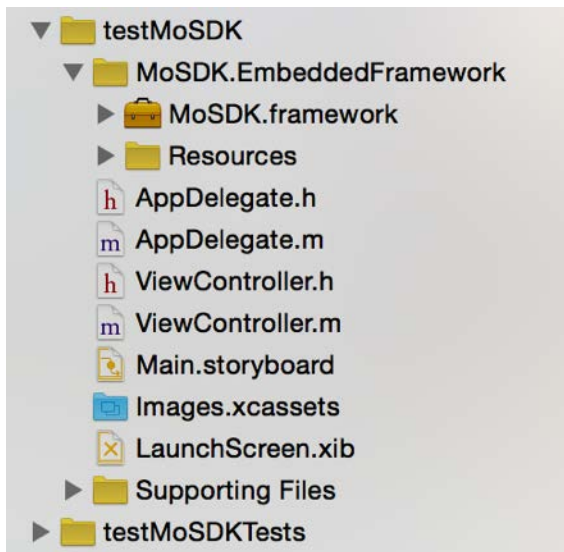 testMoSDK
MoSDK.EmbeddedFramework
MoSDK.framework
Resources
h AppDelegate.h
m AppDelegate.m
h ViewController.h
m ViewController.m
Main.storyboard
Images.xcassets
LaunchScreen.xib
Supporting Files
testMoSDKTests